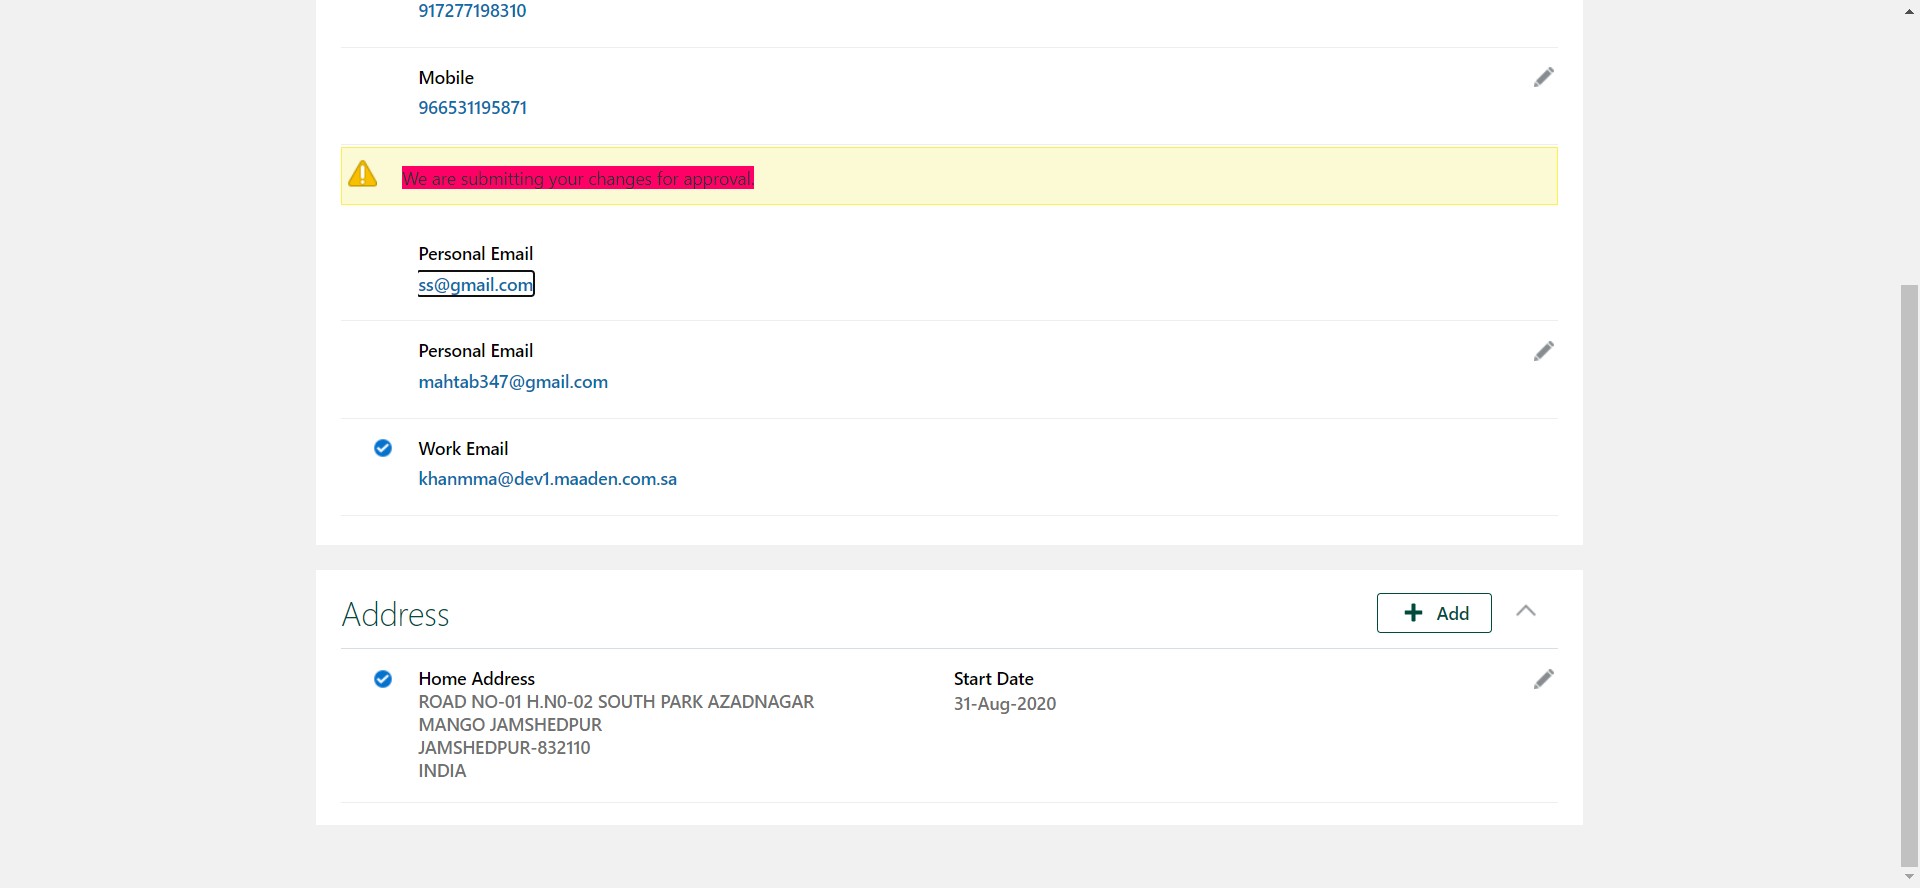 917277198310
Mobile
966531195871
We are submitting your changes for approval.
Personal Email
ss@gmail.com
Personal Email
mahtab347@gmail.com
Work Email
khanmma@dev1.maaden.com.sa
Address
Add
Home Address
Start Date
ROAD NO-01 H.N0-02 SOUTH PARK AZADNAGAR
31-Aug-2020
MANGO JAMSHEDPUR
JAMSHEDPUR-832110
INDIA